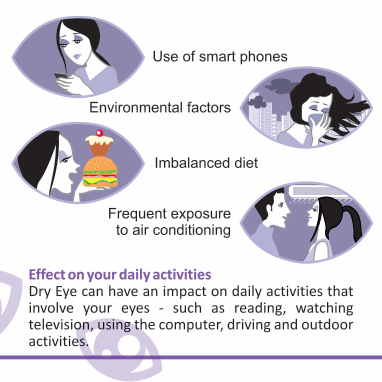 Use of smart phones
Environmental factors
Imbalanced diet
Frequent exposure
to air conditioning
Effect on your daily activities
Dry Eye can have an impact on daily activities that
involve your eyes - such as reading, watching
television, using the computer, driving and outdoor
activities.